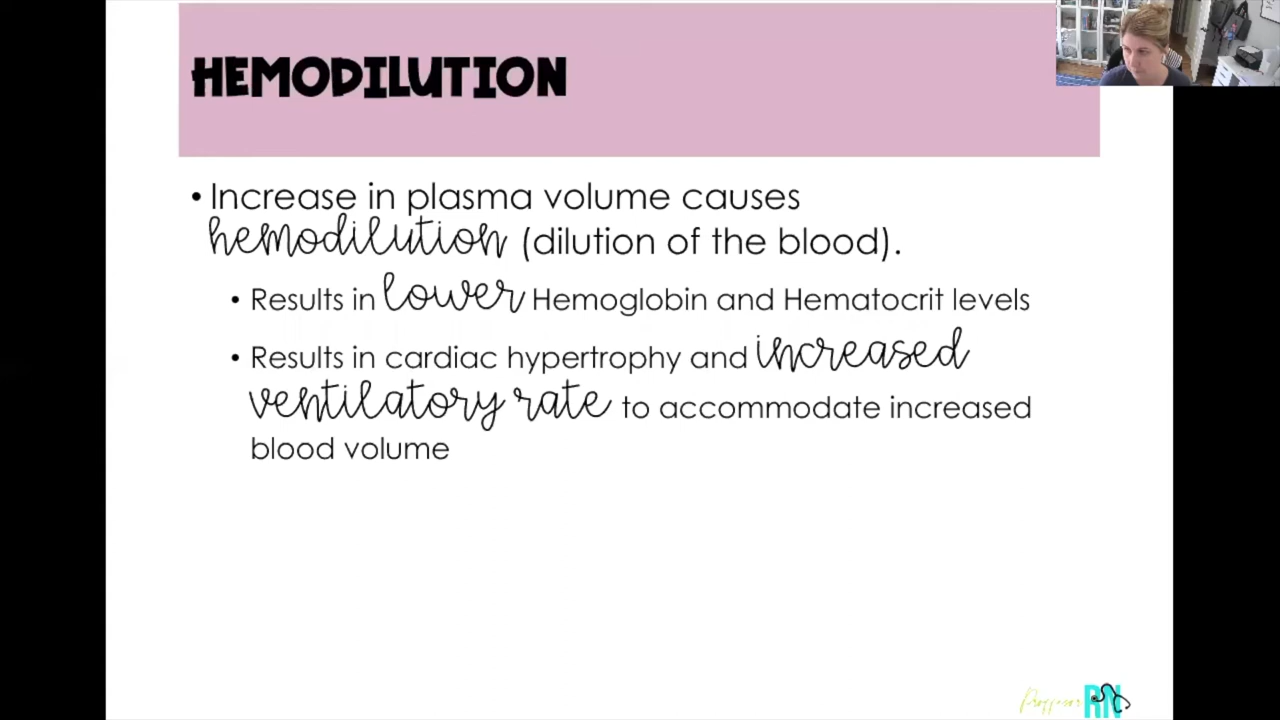 HEMODILUTION
• Increase in plasma volume causes
hemodilution (dilution of the blood).
• Results in lower Hemoglobin and Hematocrit levels
• Results in cardiac hypertrophy and increased
ventilatory rate to accommodate increased
blood volume
Professor RN